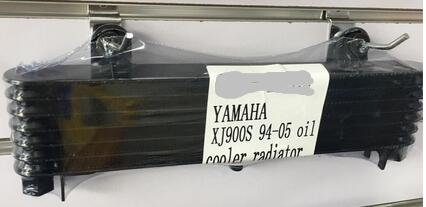 YAMAHA
XJ900S 94-05 oil
cooler radiator